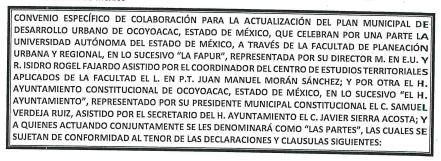 CONVENIO ESPECÍFICO DE COLABORACIÓN PARA LA ACTUALIZACIÓN DEL PLAN MUNICIPAL DE
DESARROLLO URBANO DE OCOYOACAC, ESTADO DE MÉXICO, QUE CELEBRAN POR UNA PARTE LA
UNIVERSIDAD AUTÓNOMA DEL ESTADO DE MÉXICO, A TRAVÉS DE LA FACULTAD DE PLANEACIÓN
URBANA Y REGIONAL, EN LO SUCESIVO "LA FAPUR", REPRESENTADA POR SU DIRECTOR M. EN E.U. Y
R. ISIDRO ROGEL FAJARDO ASISTIDO POR EL COORDINADOR DEL CENTRO DE ESTUDIOS TERRITORIALES
APLICADOS DE LA FACULTAD EL L. EN P.T. JUAN MANUEL MORÁN SÁNCHEZ; Y POR OTRA EL H.
AYUNTAMIENTO CONSTITUCIONAL DE OCOYOACAC, ESTADO DE MÉXICO, EN LO SUCESIVO "EL H.
AYUNTAMIENTO", REPRESENTADO POR SU PRESIDENTE MUNICIPAL CONSTITUCIONAL EL C. SAMUEL
VERDEJA RUIZ, ASISTIDO POR EL SECRETARIO DEL H. AYUNTAMIENTO EL C. JAVIER SIERRA ACOSTA; Y
A QUIENES ACTUANDO CONJUNTAMENTE SE LES DENOMINARÁ COMO "LAS PARTES", LAS CUALES SE
SUJETAN DE CONFORMIDAD AL TENOR DE LAS DECLARACIONES Y CLAUSULAS SIGUIENTES: